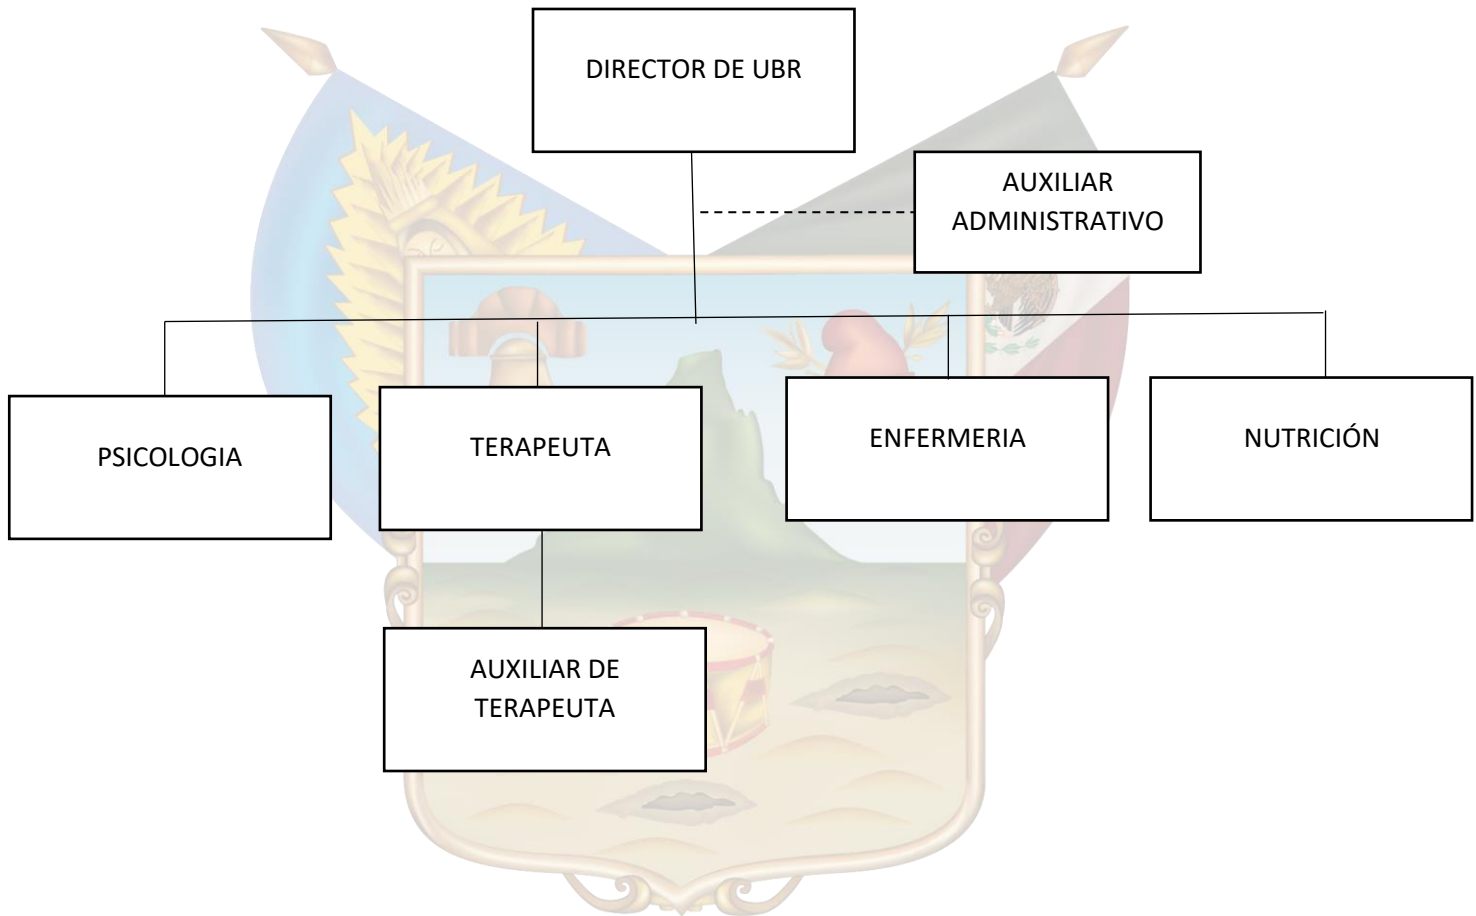 DIRECTOR DE UBR
AUXILIAR
ADMINISTRATIVO
PSICOLOGIA
TERAPEUTA
ENFERMERIA
NUTRICIÓN
AUXILIAR DE
TERAPEUTA